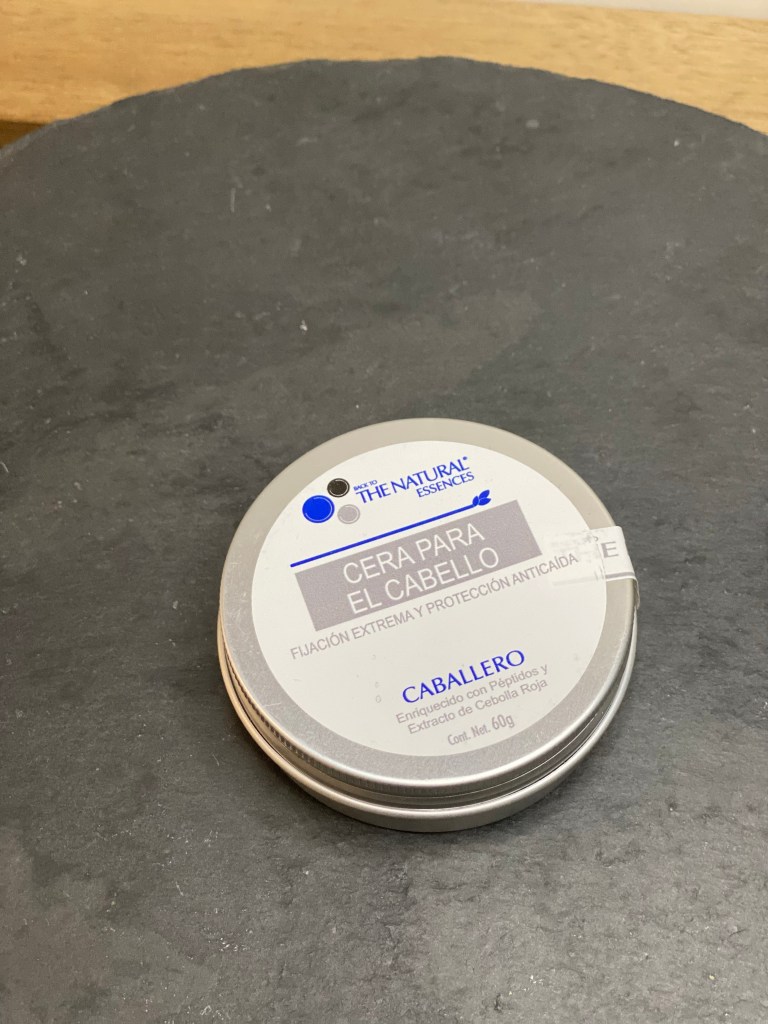 BACK TO
THE NATURAL®
ESSENCES
CERA PARA
EL CABELLO
FIJACIÓN EXTREMA Y PROTECCIÓN ANTICAÍDA
CABALLERO
Enriquecido con Péptidos y
Extracto de Cebolla Roja
Cont. Net. 60g